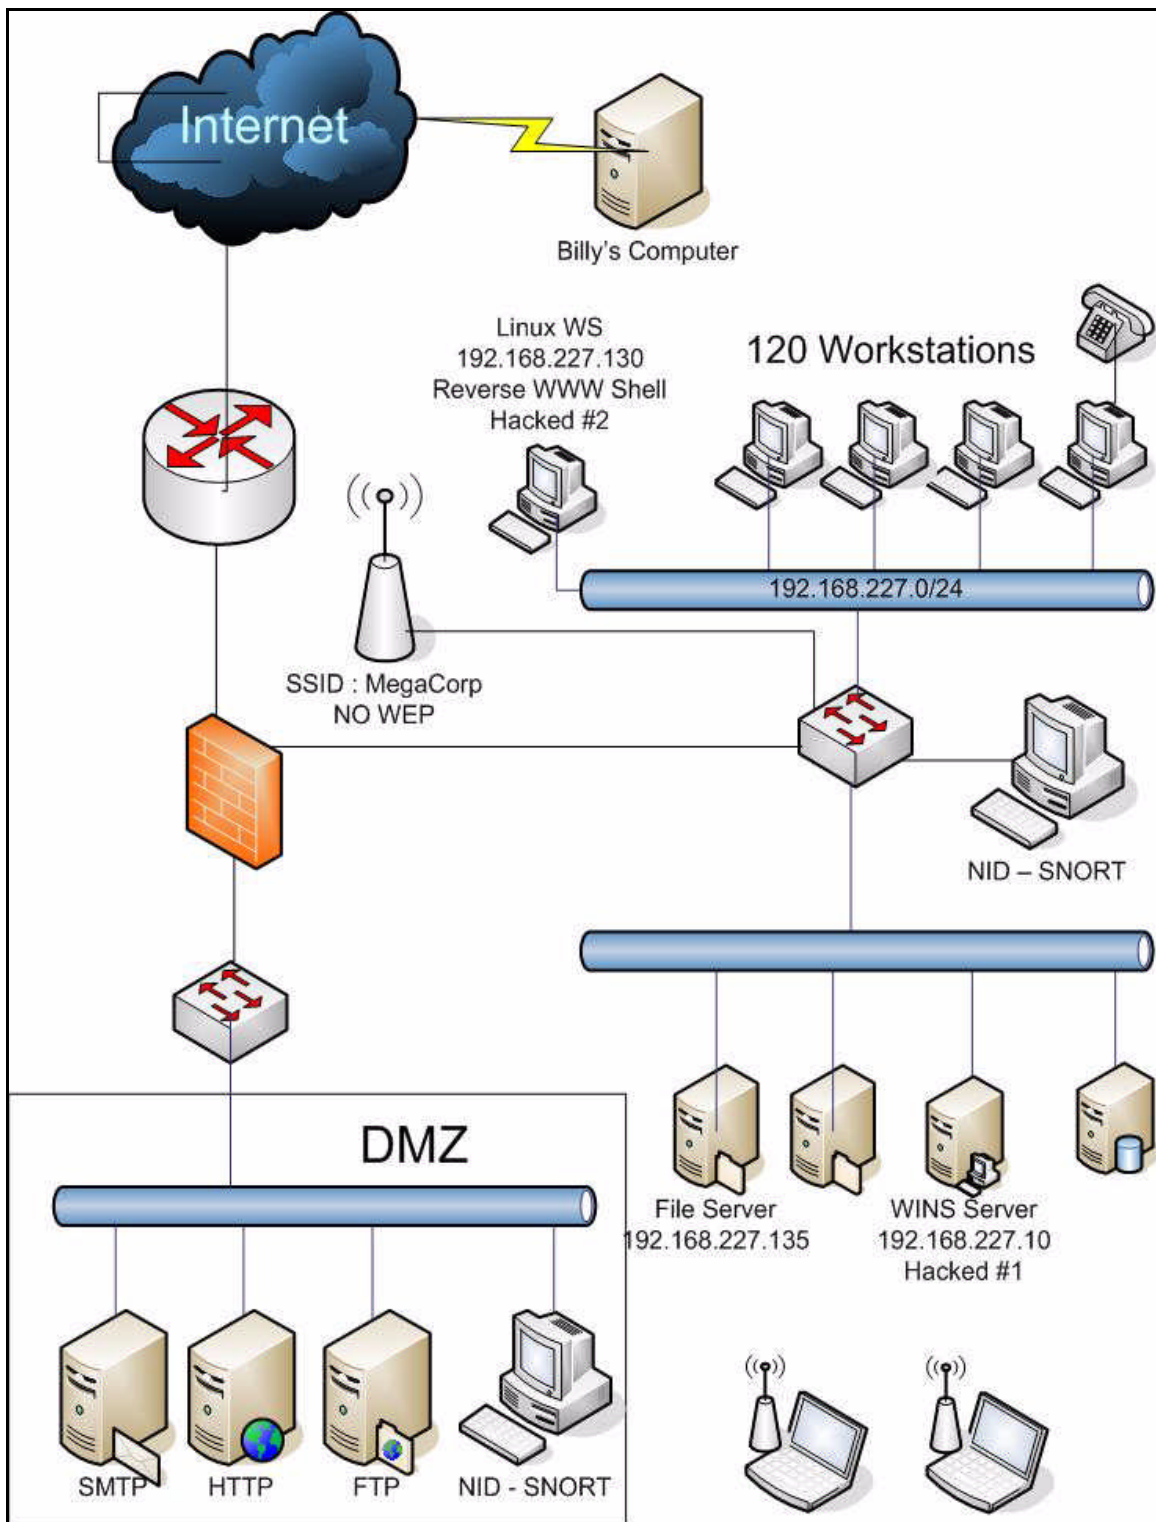 Internet
Billy's Computer
Linux WS
192.168.227.130
Reverse WWW Shell
Hacked #2
120 Workstations
192.168.227.0/24
SSID : MegaCorp
NO WEP
NID – SNORT
File Server
192.168.227.135
WINS Server
192.168.227.10
Hacked #1
DMZ
SMTP
HTTP
FTP
NID - SNORT